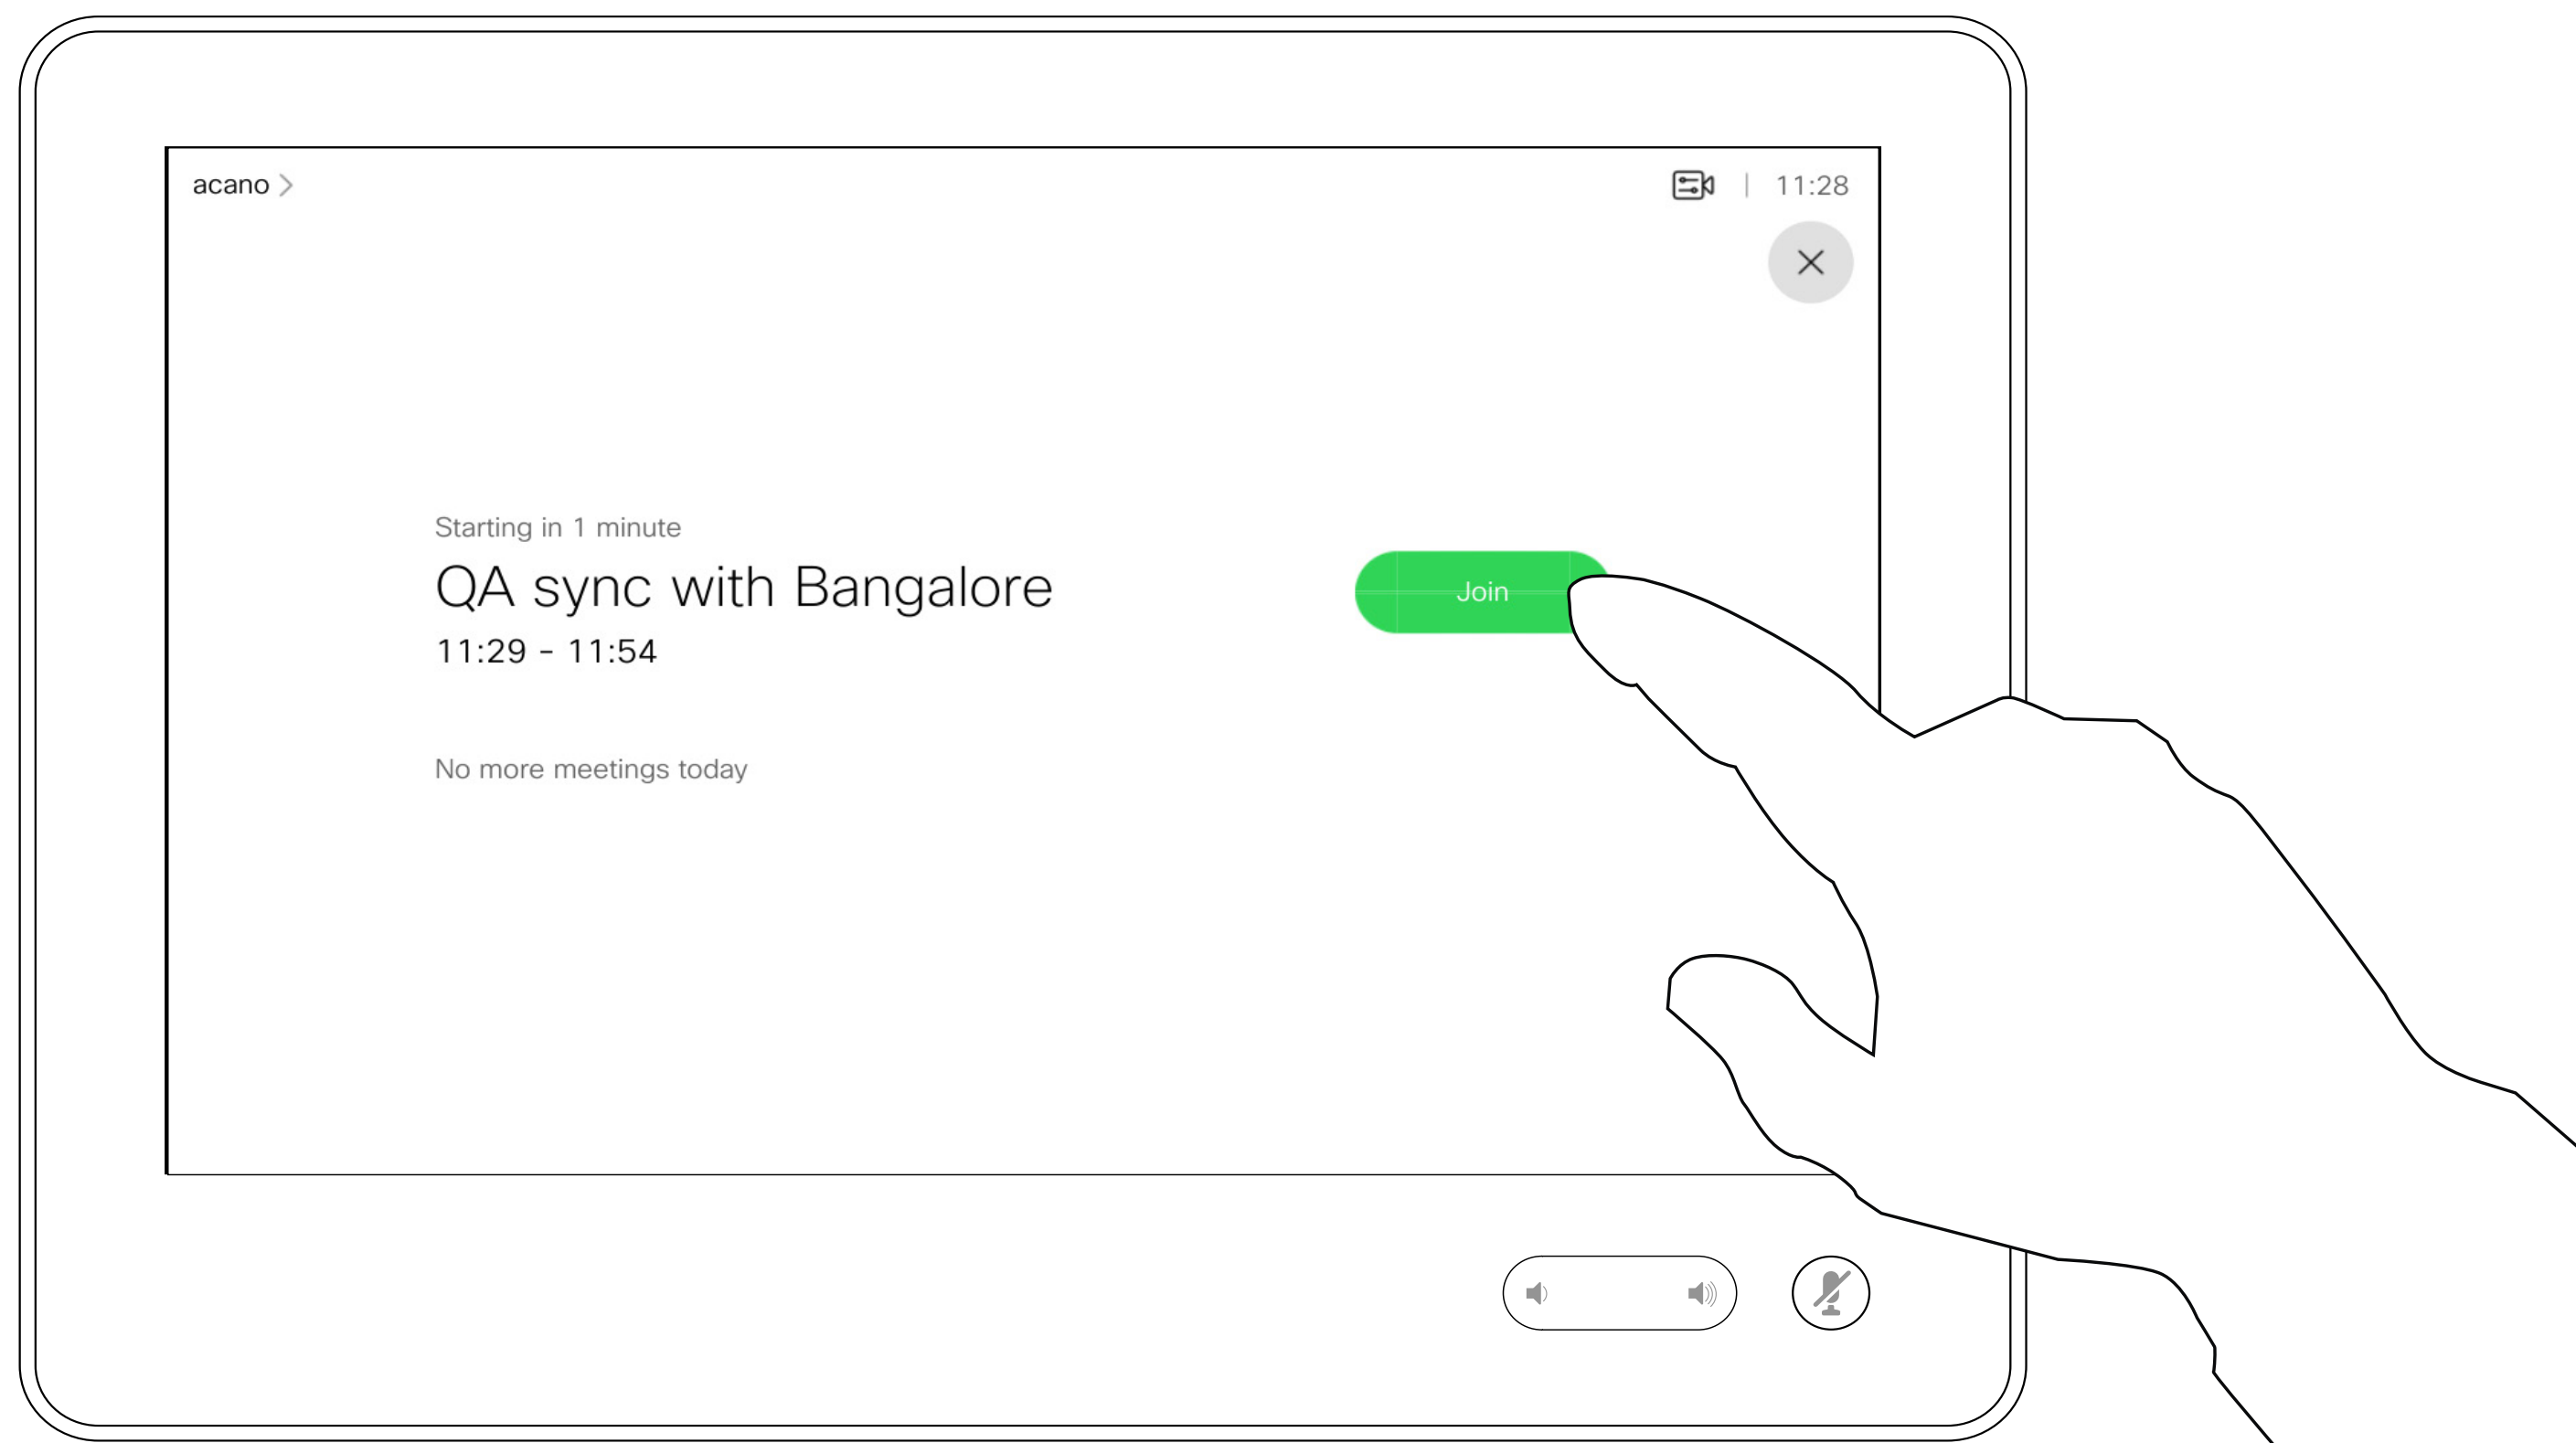 acano
11:28
Starting in 1 minute
QA sync with Bangalore
11:29 - 11:54
Join
No more meetings today